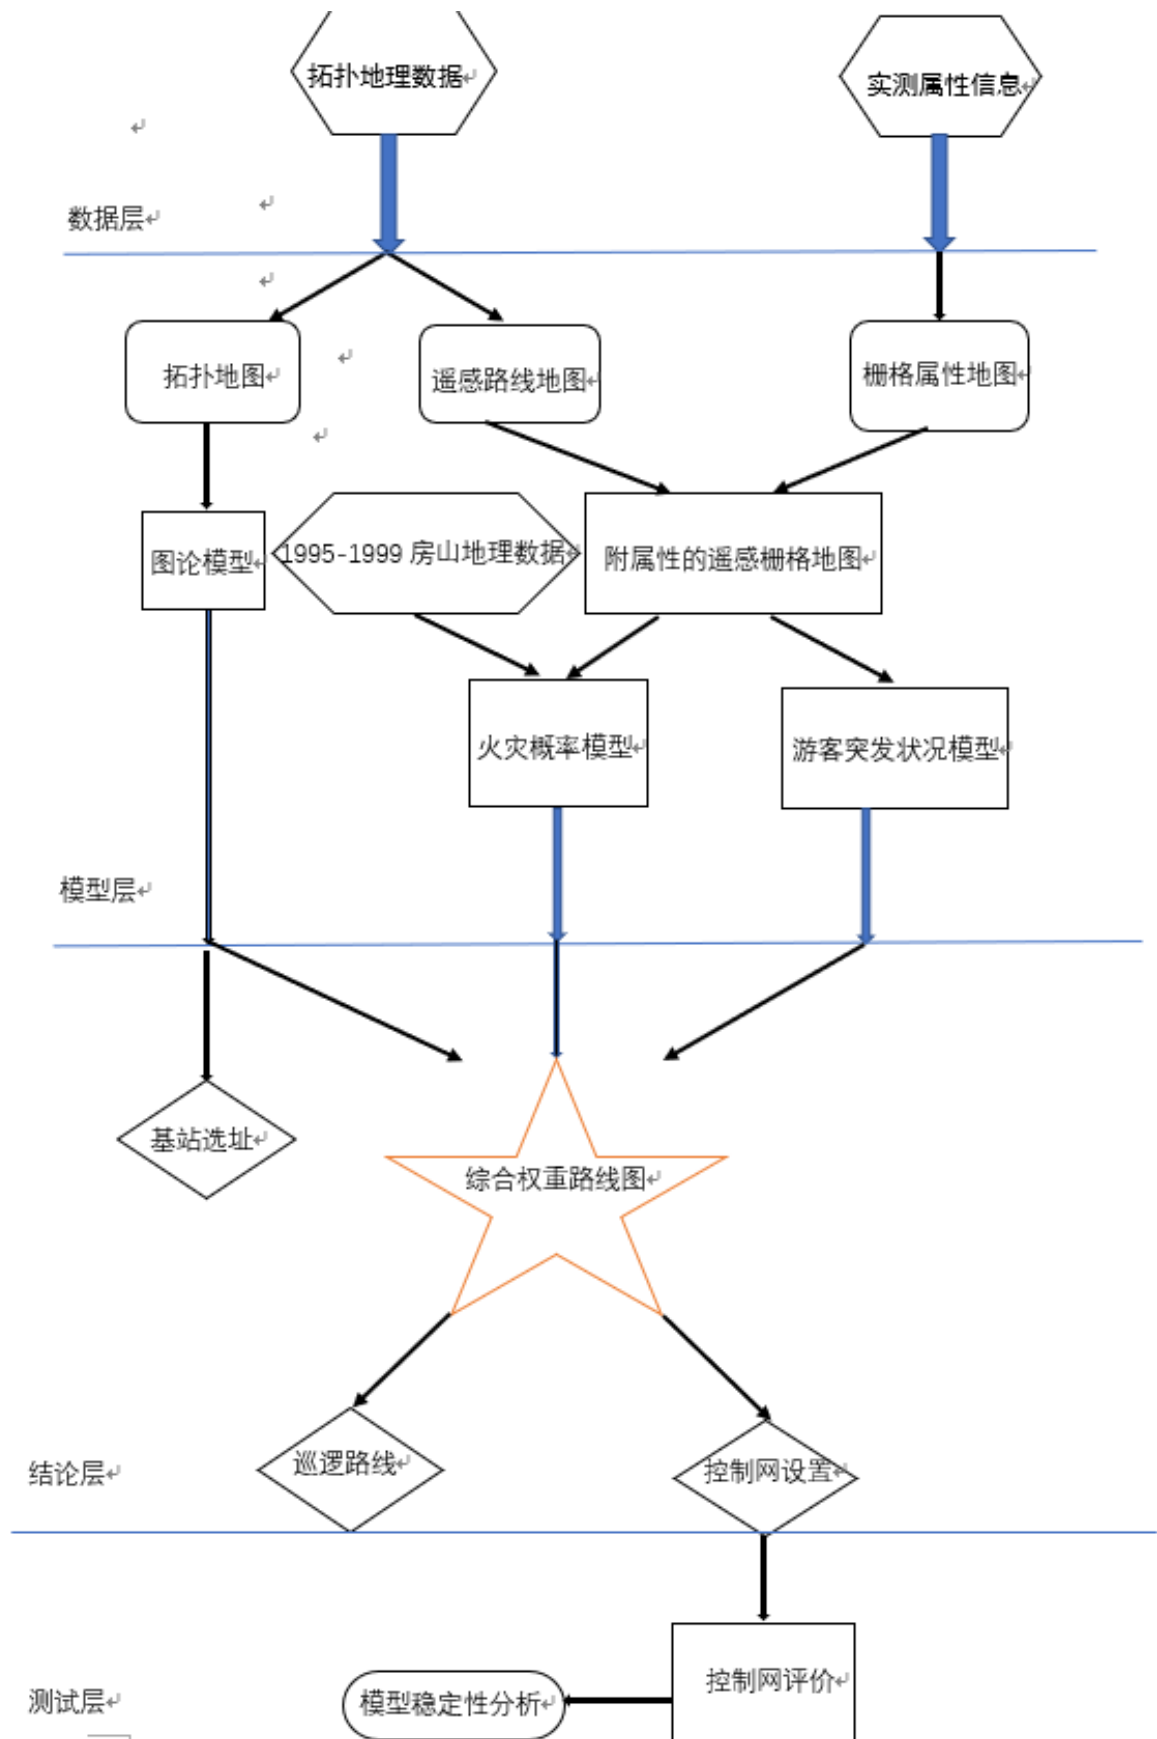 拓扑地理数据
实测属性信息
数据层
拓扑地图
遥感路线地图
栅格属性地图
图论模型
1995-1999 房山地理数据
附属性的遥感栅格地图
火灾概率模型
游客突发状况模型
模型层
基站选址
综合权重路线图
巡逻路线
控制网设置
结论层
控制网评价
测试层
模型稳定性分析